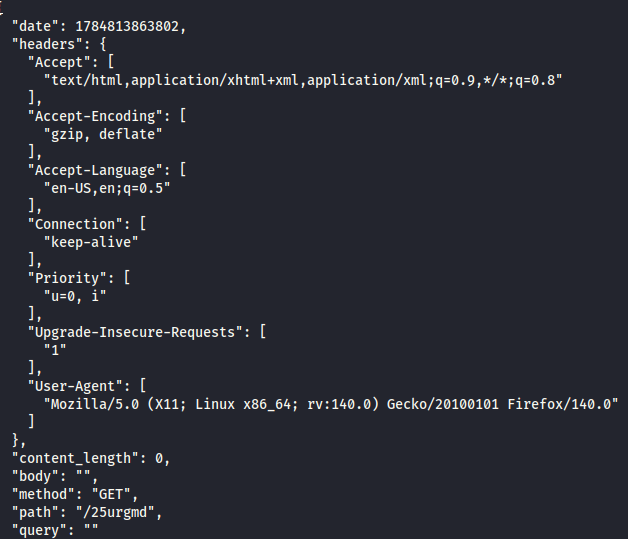 {
"date": 1784813863802,
"headers": {
"Accept": [
"text/html,application/xhtml+xml,application/xml;q=0.9,*/*;q=0.8"
],
"Accept-Encoding": [
"gzip, deflate"
],
"Accept-Language": [
"en-US,en;q=0.5"
],
"Connection": [
"keep-alive"
],
"Priority": [
"u=0, i"
],
"Upgrade-Insecure-Requests": [
"1"
],
"User-Agent": [
"Mozilla/5.0 (X11; Linux x86_64; rv:140.0) Gecko/20100101 Firefox/140.0"
]
},
"content_length": 0,
"body": "",
"method": "GET",
"path": "/25urgmd",
"query": ""